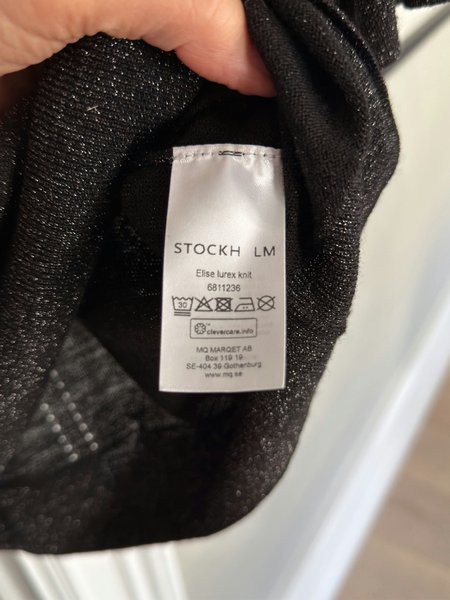 STOCKH LM
Elise lurex knit
6811236
30
clevercare.info
MQ MARQET AB
Box 119 19
SE-404 39 Gothenburg
www.mq.se